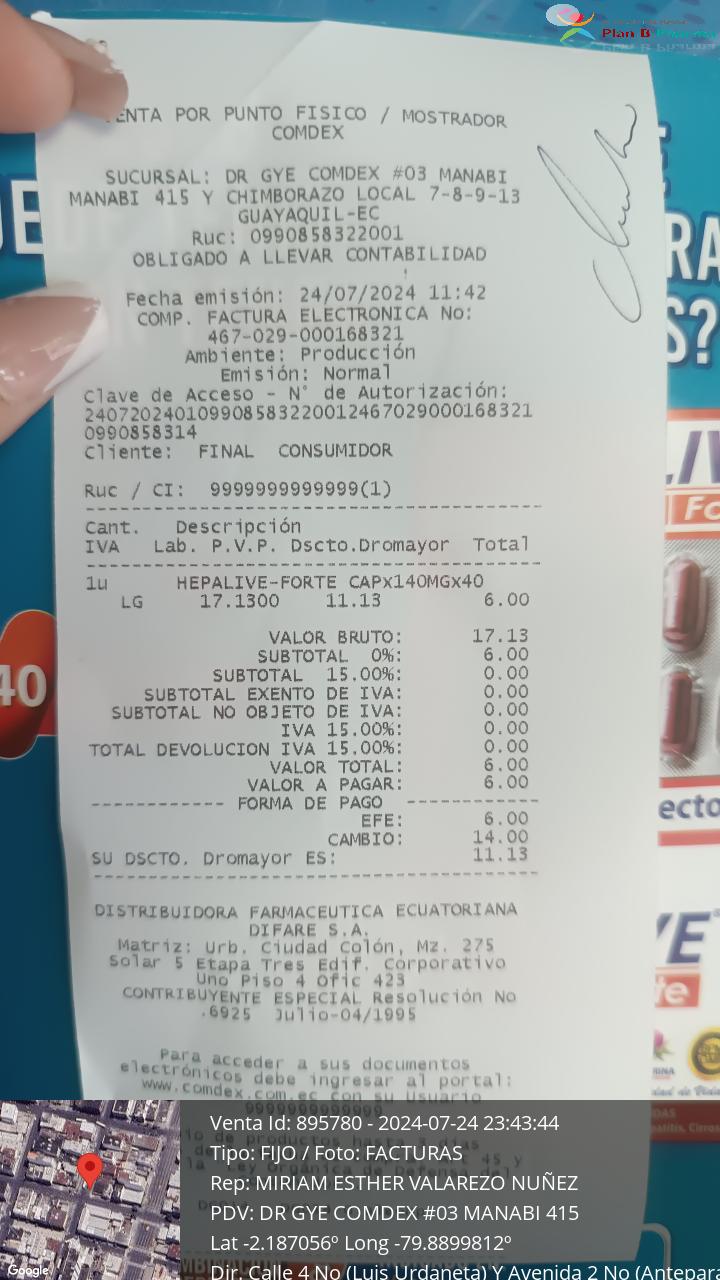 Plan B
ENTA POR PUNTO FISICO / MOSTRADOR
COMDEX
SUCURSAL: DR GYE COMDEX #03 MANABI
MANABI 415 Y CHIMBORAZO LOCAL 7-8-9-13
GUAYAQUIL-EC
Ruc: 0990858322001
OBLIGADO A LLEVAR CONTABILIDAD
Fecha emisión: 24/07/2024 11:42
COMP. FACTURA ELECTRONICA No:
467-029-000168321
Ambiente: Producción
Emisión: Normal
Clave de Acceso - N° de Autorización:
240720240109908583220012467029000168321
0990858314
Cliente: FINAL CONSUMIDOR
Ruc / CI: 9999999999999(1)
Cant. Descripción
IVA Lab. P.V.P. Dscto.Dromayor Total
1u HEPALIVE-FORTE CAPx140MGx40
LG 17.1300 11.13 6.00
VALOR BRUTO: 17.13
SUBTOTAL 0%: 6.00
SUBTOTAL 15.00%: 0.00
SUBTOTAL EXENTO DE IVA: 0.00
SUBTOTAL NO OBJETO DE IVA: 0.00
IVA 15.00%: 0.00
TOTAL DEVOLUCION IVA 15.00%: 0.00
VALOR TOTAL: 6.00
VALOR A PAGAR: 6.00
----------- FORMA DE PAGO -----------
EFE: 6.00
CAMBIO: 14.00
SU DSCTO. Dromayor ES: 11.13
DISTRIBUIDORA FARMACEUTICA ECUATORIANA
DIFARE S.A.
Matriz: Urb. Ciudad Colón, Mz. 275
Solar 5 Etapa Tres Edif. Corporativo
Uno Piso 4 Ofic 423
CONTRIBUYENTE ESPECIAL Resolución No
.6925 Julio-04/1995
Para acceder a sus documentos
electrónicos debe ingresar al portal:
www.comdex.com.ec con su Usuario
9999999999999
Venta Id: 895780 - 2024-07-24 23:43:44
Tipo: FIJO / Foto: FACTURAS
Rep: MIRIAM ESTHER VALAREZO NUÑEZ
PDV: DR GYE COMDEX #03 MANABI 415
Lat -2.187056º Long -79.8899812º
Dir. Calle 4 No (Luis Urdaneta) Y Avenida 2 No (Antepara
Google
40
RA
S?
ecto